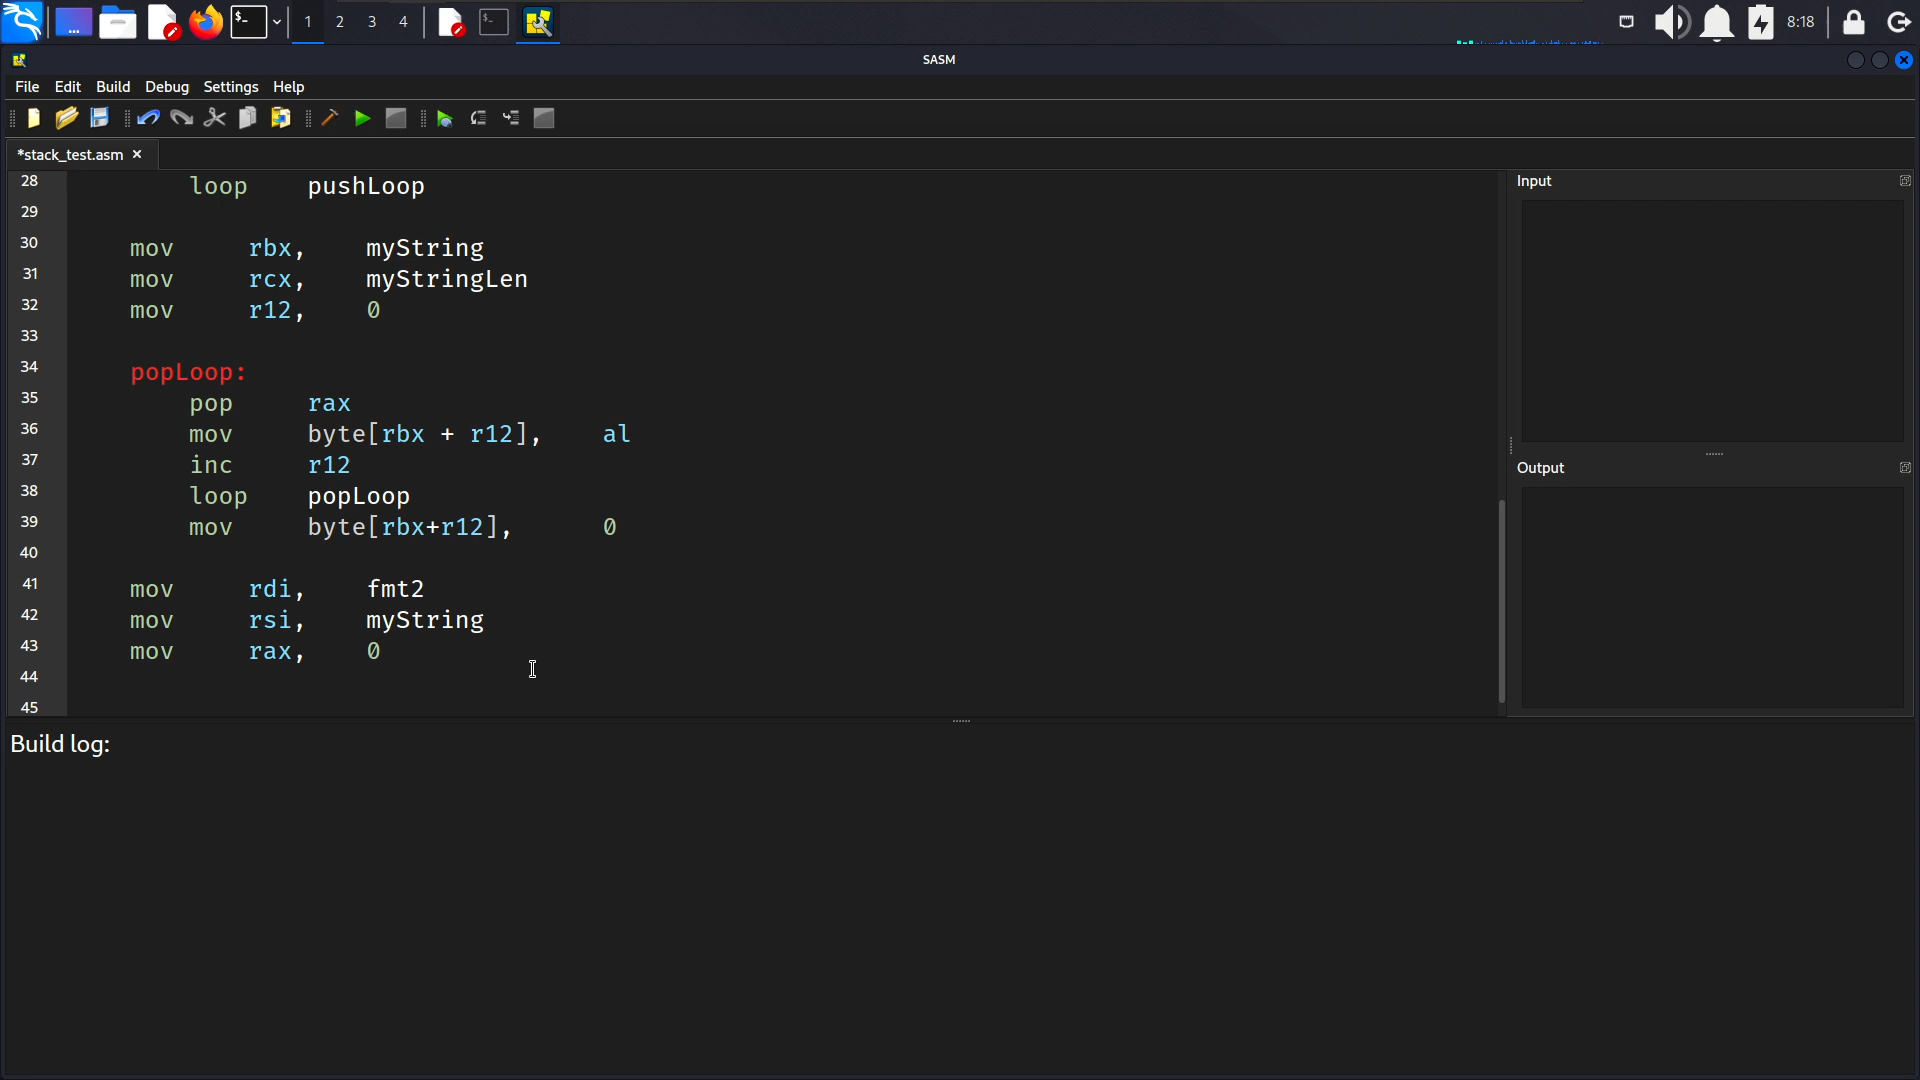 1 2 3 4 8:18
SASM
File Edit Build Debug Settings Help
*stack_test.asm
28 loop pushLoop
29
30 mov rbx, myString
31 mov rcx, myStringLen
32 mov r12, 0
33
34 popLoop:
35 pop rax
36 mov byte[rbx + r12], al
37 inc r12
38 loop popLoop
39 mov byte[rbx+r12], 0
40
41 mov rdi, fmt2
42 mov rsi, myString
43 mov rax, 0
44
45
Input
Output
Build log: